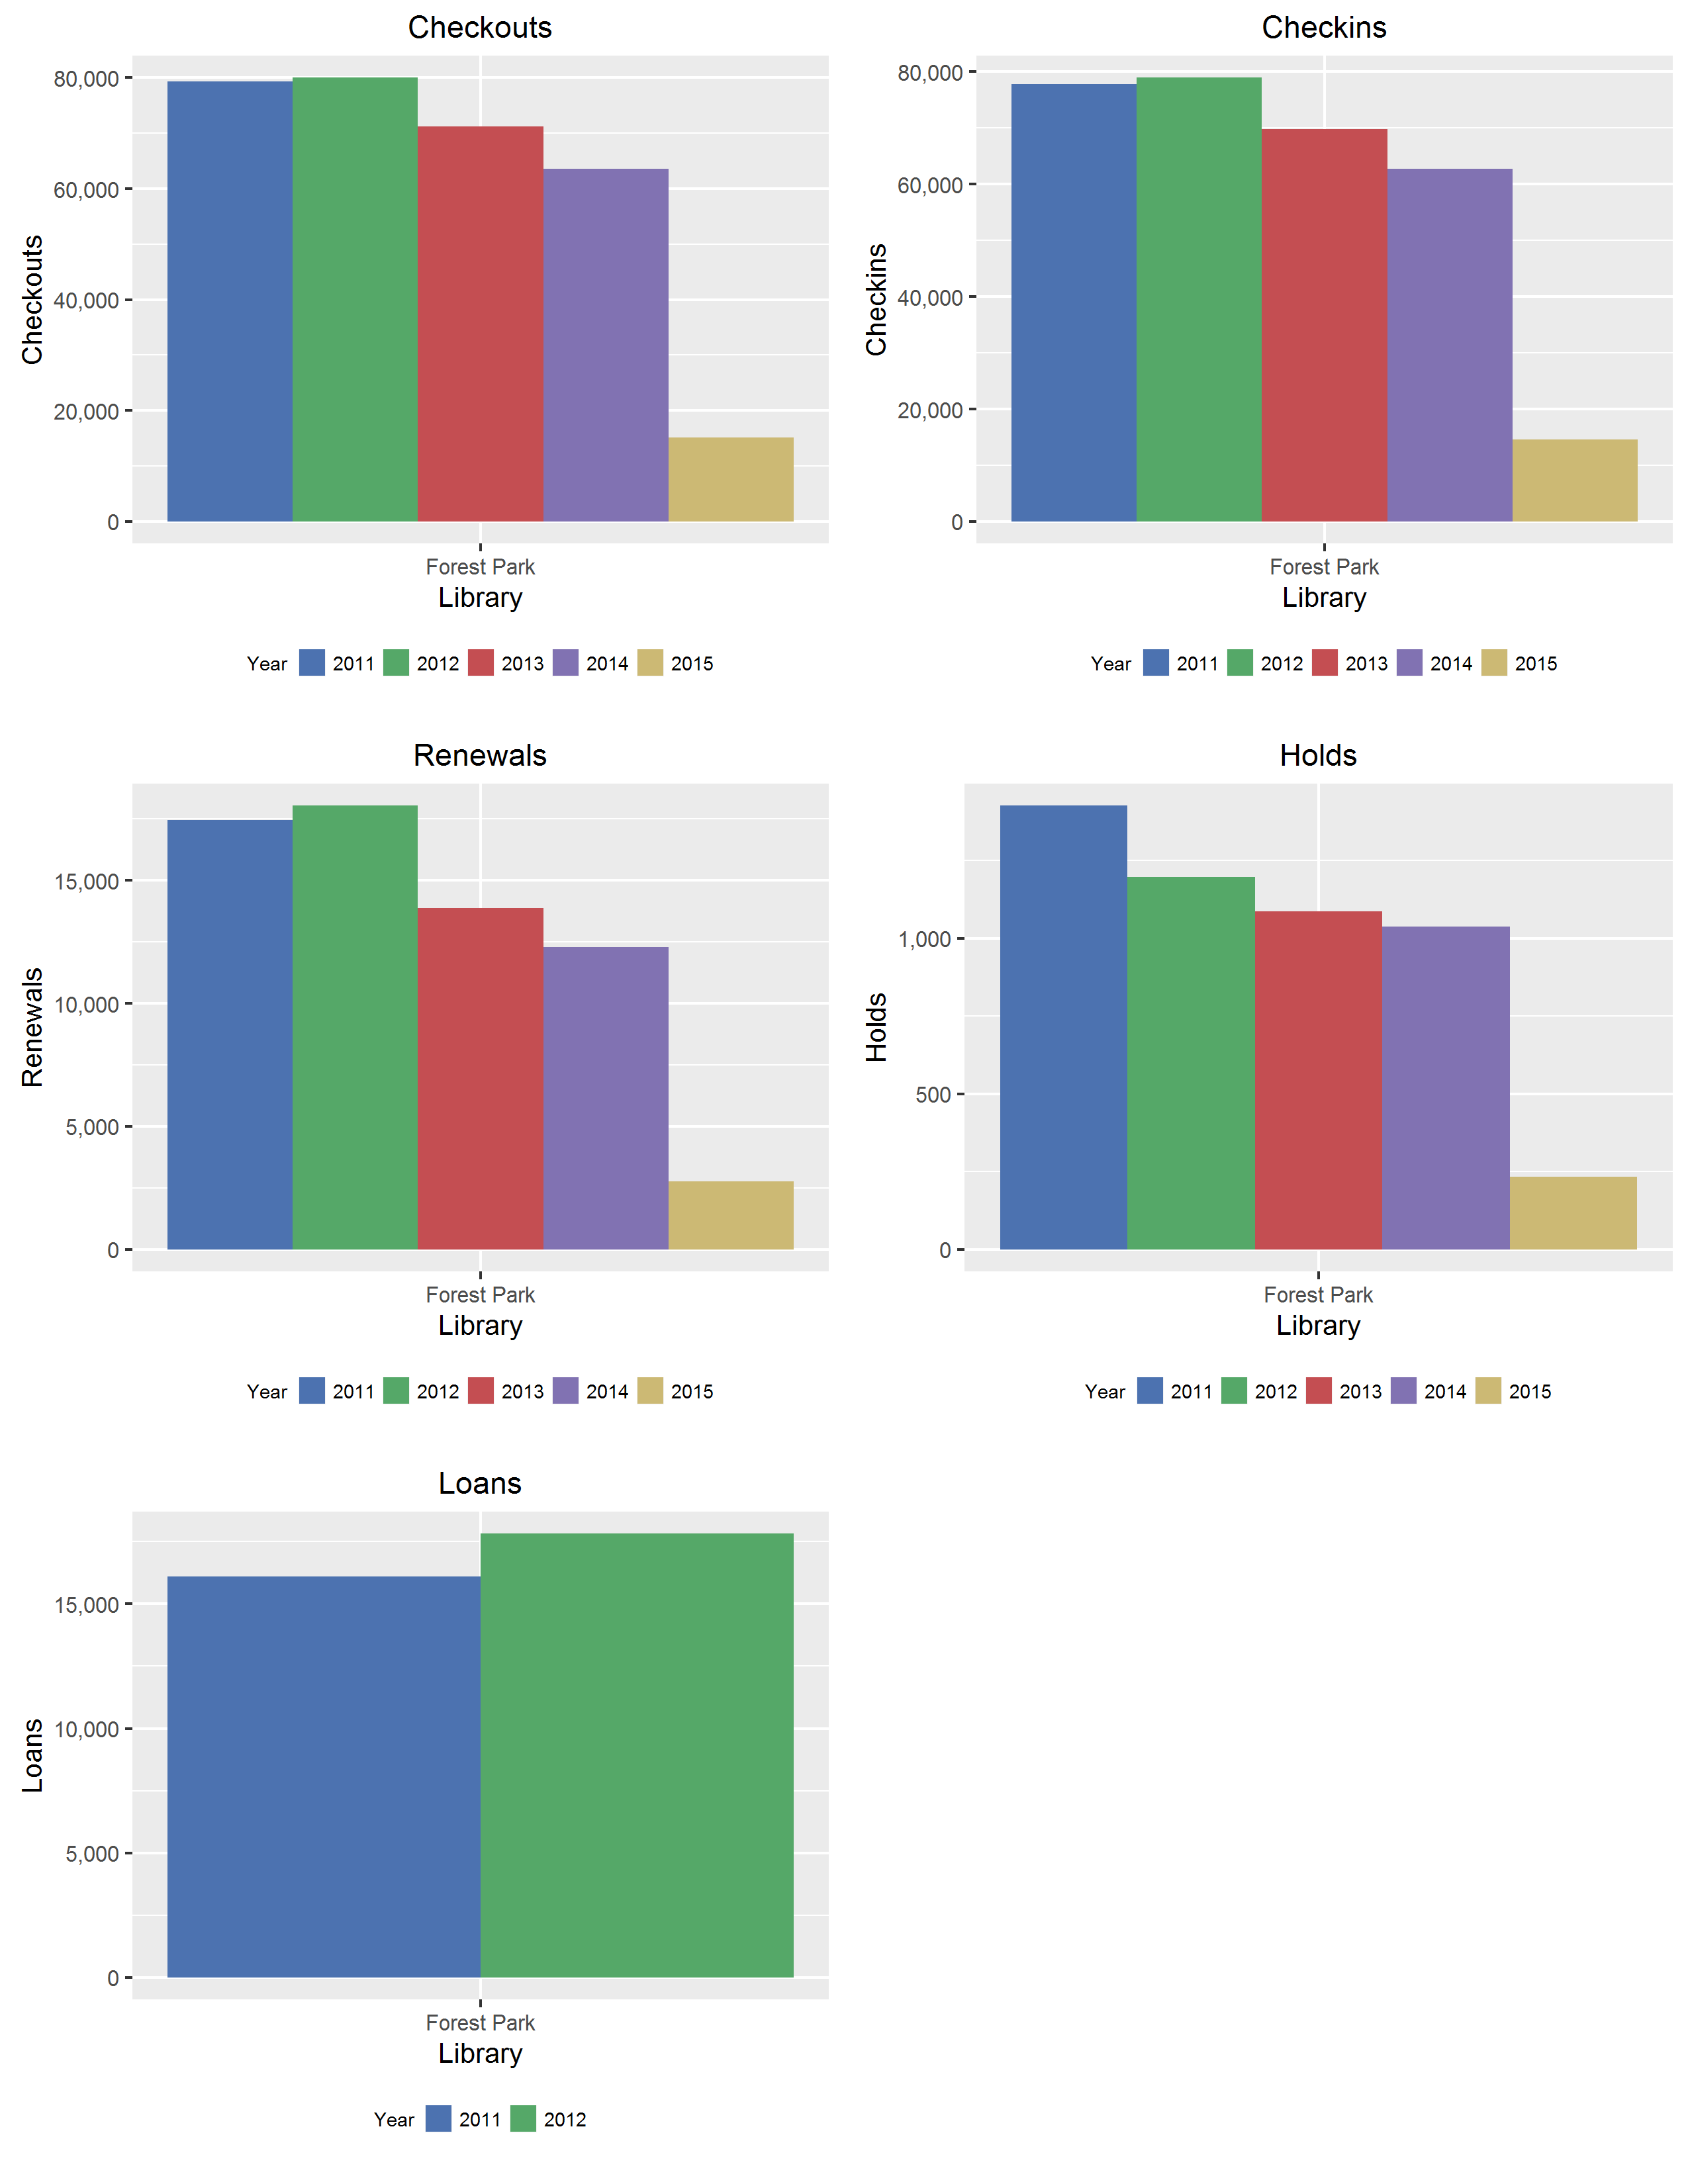 Checkouts
Checkouts
80,000
60,000
40,000
20,000
0
Forest Park
Library
Year 2011 2012 2013 2014 2015
Checkins
Checkins
80,000
60,000
40,000
20,000
0
Forest Park
Library
Year 2011 2012 2013 2014 2015
Renewals
Renewals
15,000
10,000
5,000
0
Forest Park
Library
Year 2011 2012 2013 2014 2015
Holds
Holds
1,000
500
0
Forest Park
Library
Year 2011 2012 2013 2014 2015
Loans
Loans
15,000
10,000
5,000
0
Forest Park
Library
Year 2011 2012